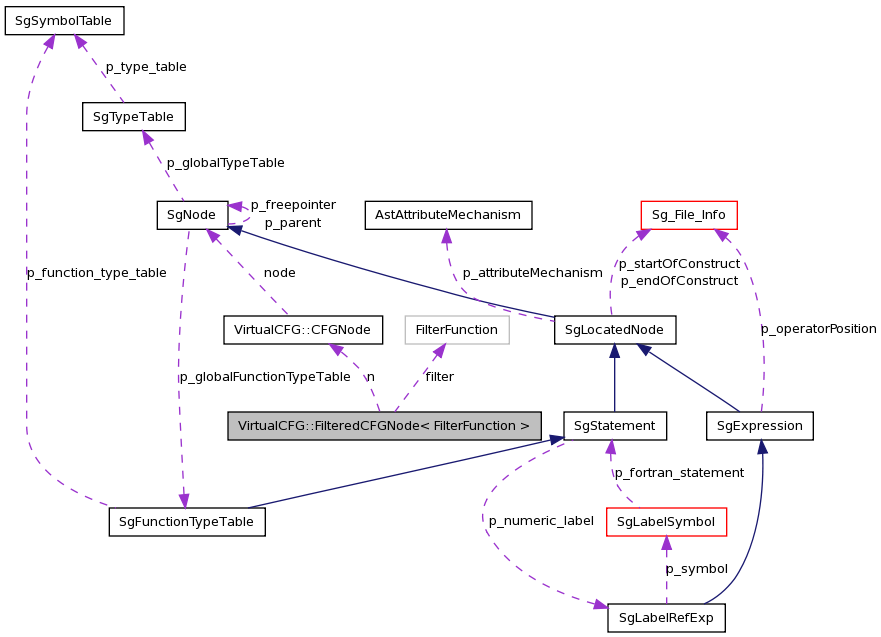 SgSymbolTable
p_type_table
SgTypeTable
p_globalTypeTable
SgNode
p_freepointer
p_parent
AstAttributeMechanism
Sg_File_Info
p_function_type_table
node
p_attributeMechanism
p_startOfConstruct
p_endOfConstruct
VirtualCFG::CFGNode
FilterFunction
SgLocatedNode
p_operatorPosition
p_globalFunctionTypeTable
n
filter
VirtualCFG::FilteredCFGNode< FilterFunction >
SgStatement
SgExpression
p_fortran_statement
SgFunctionTypeTable
p_numeric_label
SgLabelSymbol
p_symbol
SgLabelRefExp